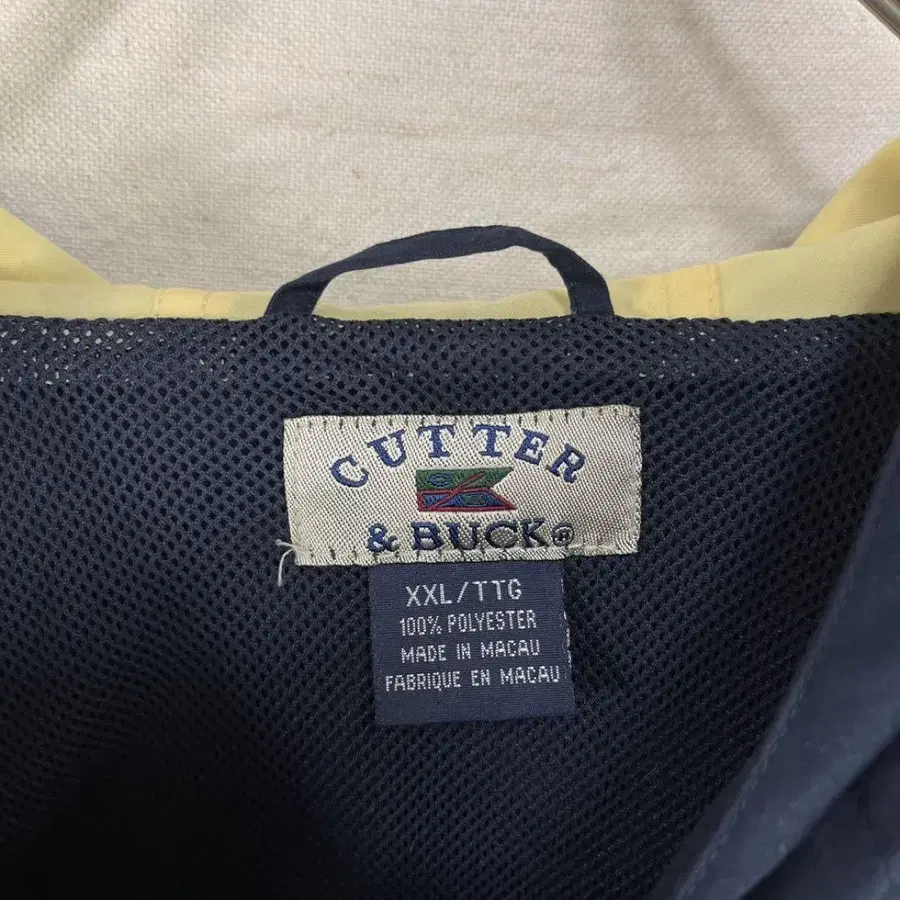 CUTTER
& BUCK®
XXL/TTG
100% POLYESTER
MADE IN MACAU
FABRIQUE EN MACAU